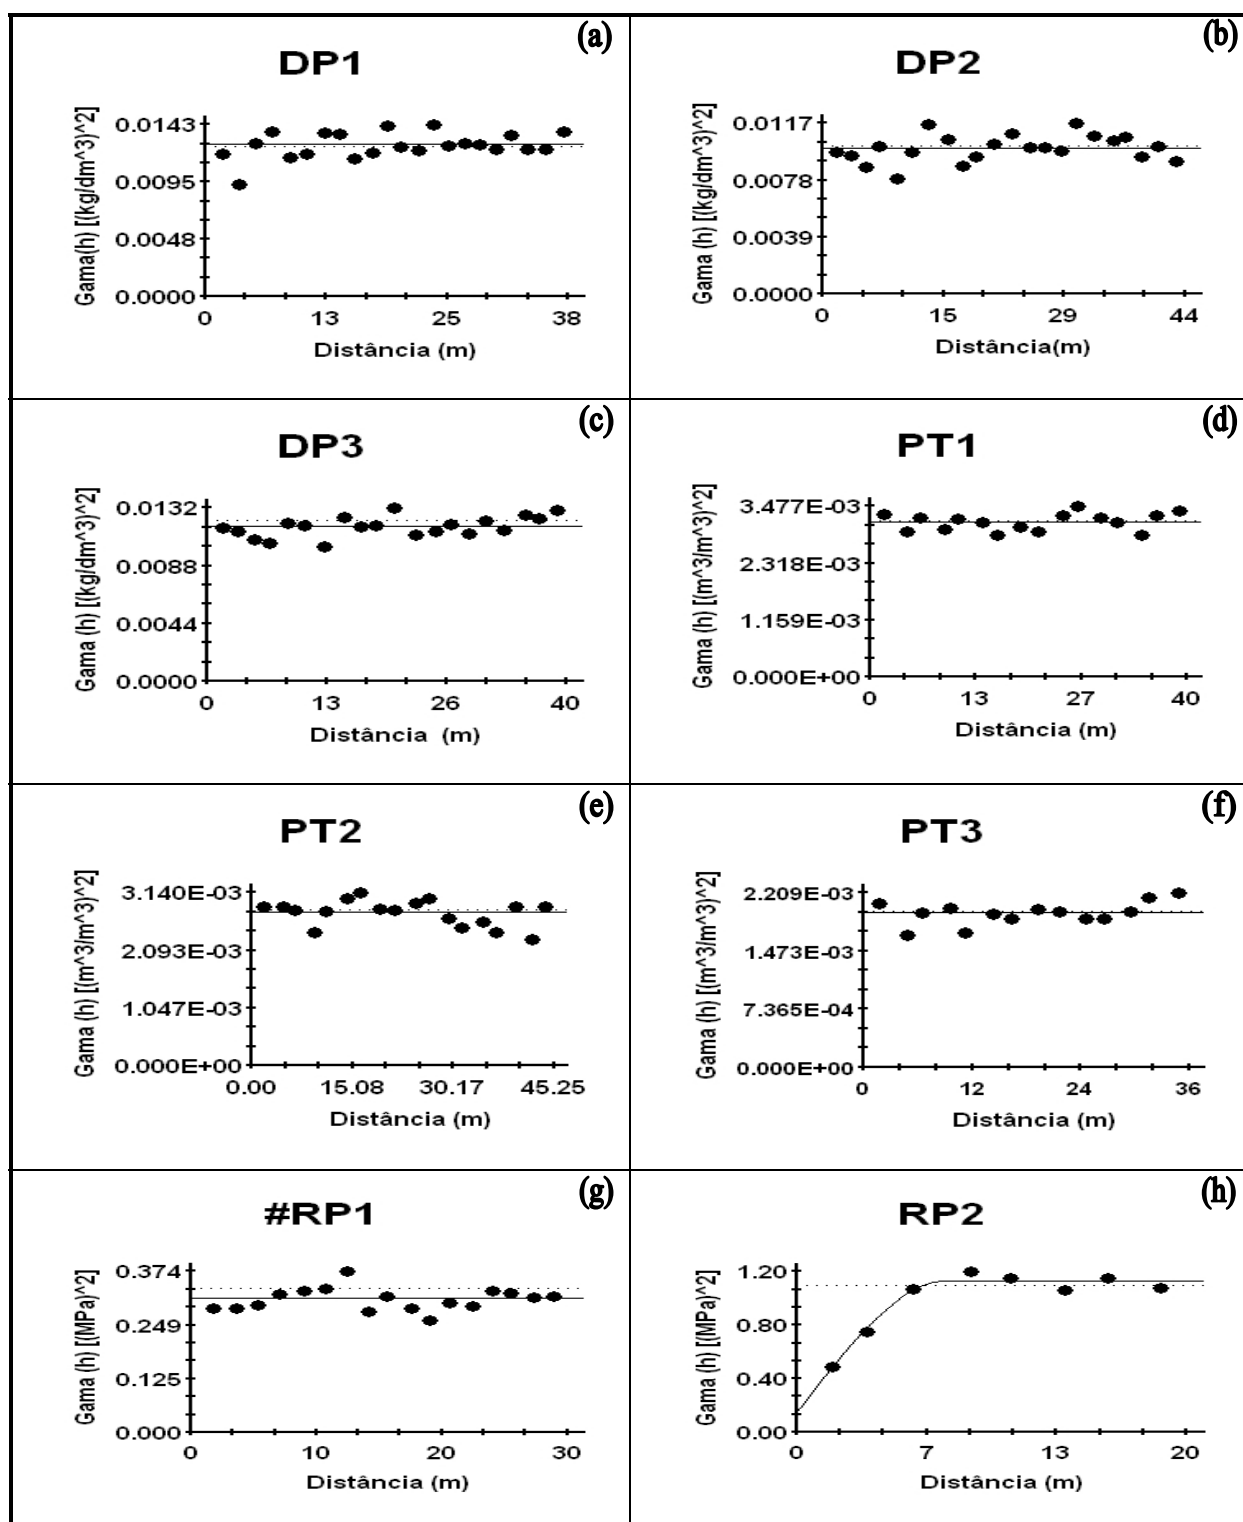 (a)
DP1
Gama(h) [(kg/dm^3)^2]
0.0143
0.0095
0.0048
0.0000
0 13 25 38
Distância (m)
(b)
DP2
Gama (h) [(kg/dm^3)^2]
0.0117
0.0078
0.0039
0.0000
0 15 29 44
Distância(m)
(c)
DP3
Gama (h) [(kg/dm^3)^2]
0.0132
0.0088
0.0044
0.0000
0 13 26 40
Distância (m)
(d)
PT1
Gama (h) [(m^3/m^3)^2]
3.477E-03
2.318E-03
1.159E-03
0.000E+00
0 13 27 40
Distância (m)
(e)
PT2
Gama (h) [(m^3/m^3)^2]
3.140E-03
2.093E-03
1.047E-03
0.000E+00
0.00 15.08 30.17 45.25
Distância (m)
(f)
PT3
Gama (h) [(m^3/m^3)^2]
2.209E-03
1.473E-03
7.365E-04
0.000E+00
0 12 24 36
Distância (m)
(g)
#RP1
Gama (h) [(MPa)^2]
0.374
0.249
0.125
0.000
0 10 20 30
Distância (m)
(h)
RP2
Gama (h) [(MPa)^2]
1.20
0.80
0.40
0.00
0 7 13 20
Distância (m)